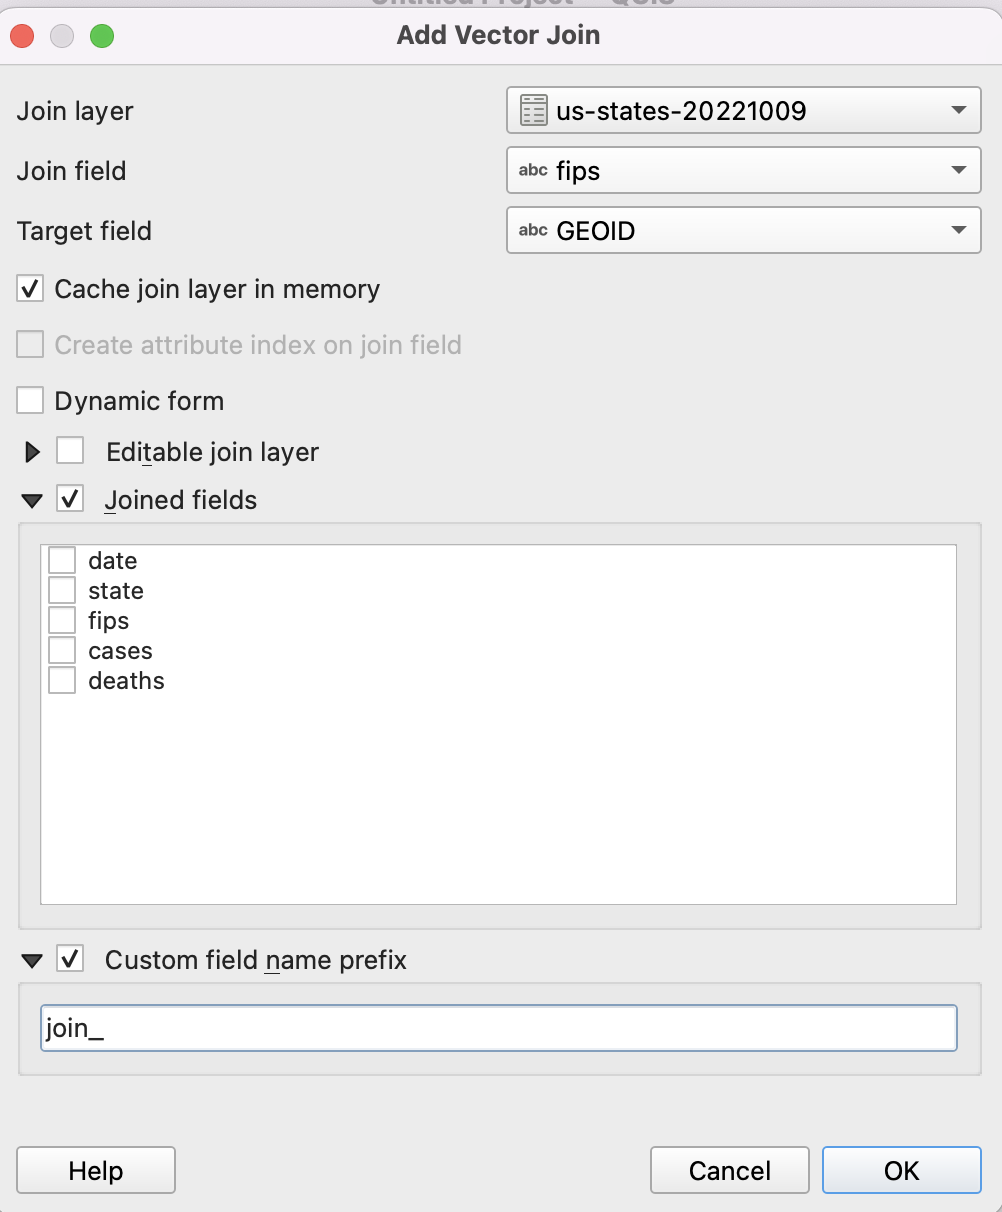 Add Vector Join
Join layer
us-states-20221009
Join field
abc fips
Target field
abc GEOID
Cache join layer in memory
Create attribute index on join field
Dynamic form
Editable join layer
Joined fields
date
state
fips
cases
deaths
Custom field name prefix
join_
Help
Cancel
OK